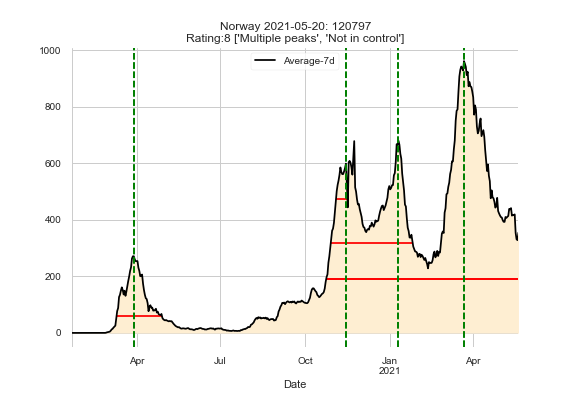 Norway 2021-05-20: 120797
Rating:8 ['Multiple peaks', 'Not in control']
Average-7d
1000
800
600
400
200
0
Apr
Jul
Oct
Jan
2021
Apr
Date